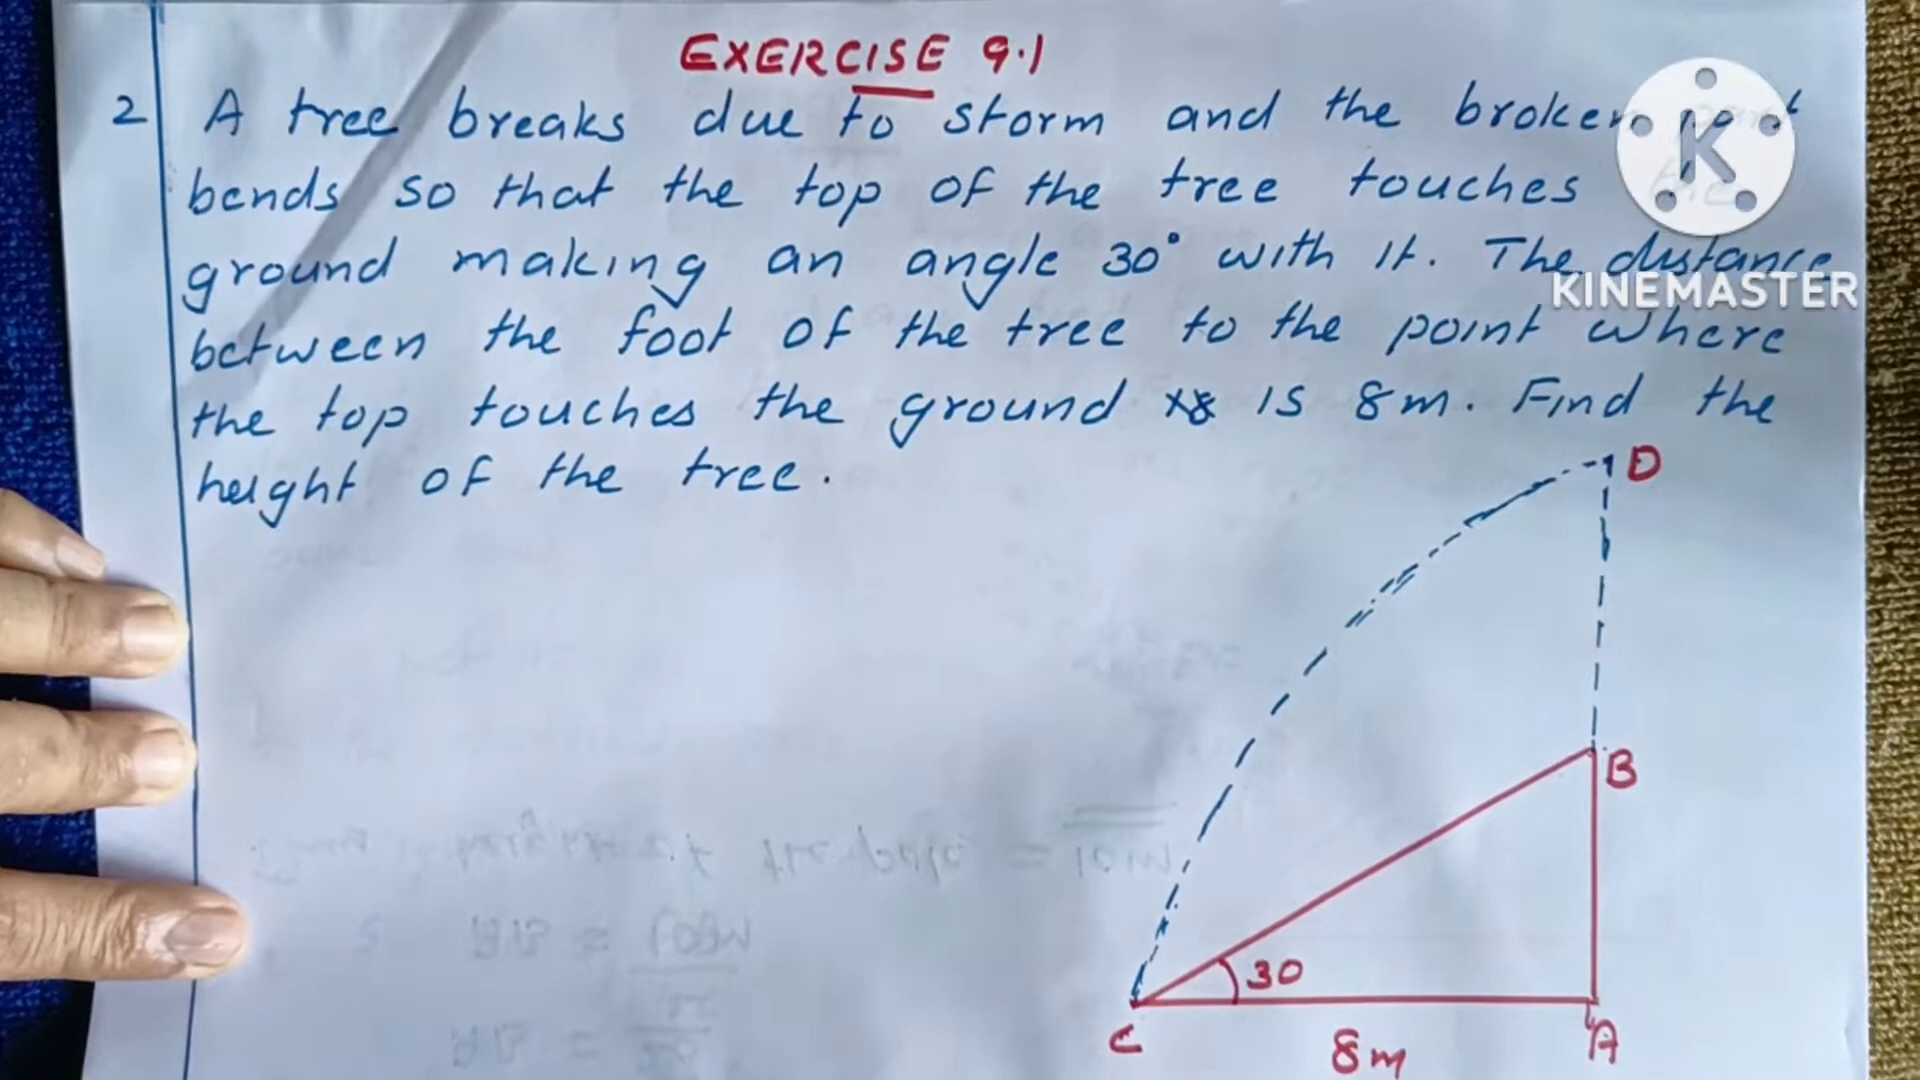 EXERCISE 9.1
2 A tree breaks due to storm and the broken part
bends so that the top of the tree touches the
ground making an angle 30° with it. The distance
KINEMASTER
between the foot of the tree to the point where
the top touches the ground is 8m. Find the
height of the tree.
D
B
30
C
8m
A
K